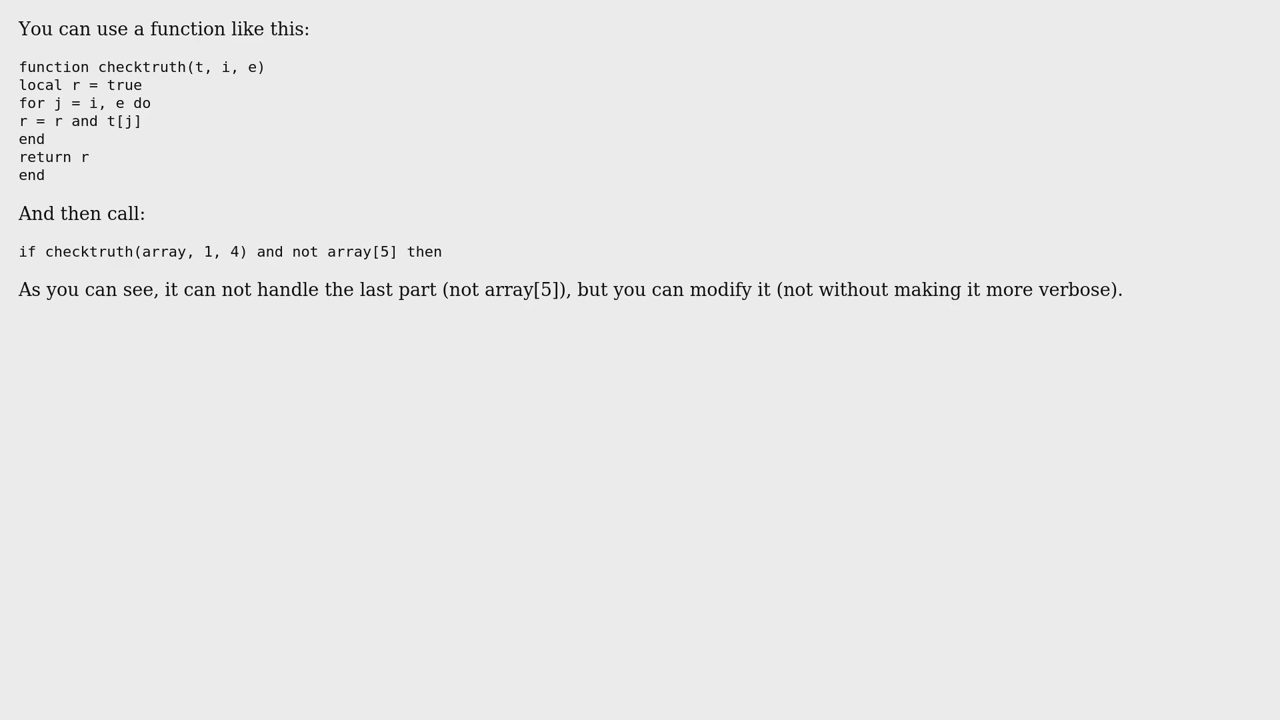 You can use a function like this:
function checktruth(t, i, e)
local r = true
for j = i, e do
r = r and t[j]
end
return r
end
And then call:
if checktruth(array, 1, 4) and not array[5] then
As you can see, it can not handle the last part (not array[5]), but you can modify it (not without making it more verbose).